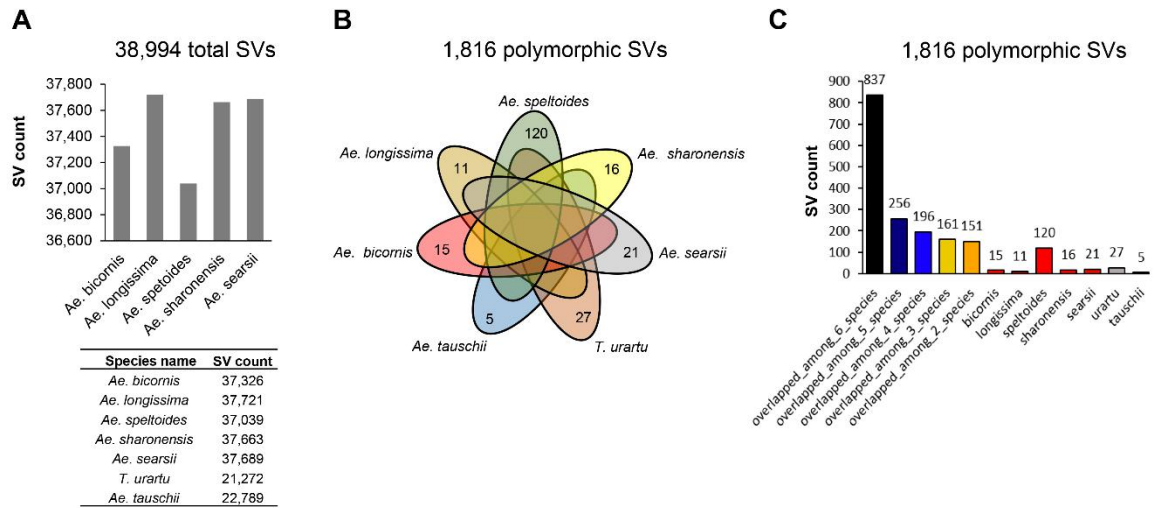 A
38,994 total SVs
SV count
37,800
37,600
37,400
37,200
37,000
36,800
36,600
Ae. bicornis
Ae. longissima
Ae. speltoides
Ae. sharonensis
Ae. searsii
Species name SV count
Ae. bicornis 37,326
Ae. longissima 37,721
Ae. speltoides 37,039
Ae. sharonensis 37,663
Ae. searsii 37,689
T. urartu 21,272
Ae. tauschii 22,789
B
1,816 polymorphic SVs
Ae. speltoides
120
Ae. longissima
11
Ae. sharonensis
16
Ae. bicornis
15
Ae. searsii
21
Ae. tauschii
5
T. urartu
27
C
1,816 polymorphic SVs
SV count
900
800
700
600
500
400
300
200
100
0
837
256
196
161
151
15
11
120
16
21
27
5
overlapped_among_6_species
overlapped_among_5_species
overlapped_among_4_species
overlapped_among_3_species
overlapped_among_2_species
bicornis
longissima
speltoides
sharonensis
searsii
urartu
tauschii